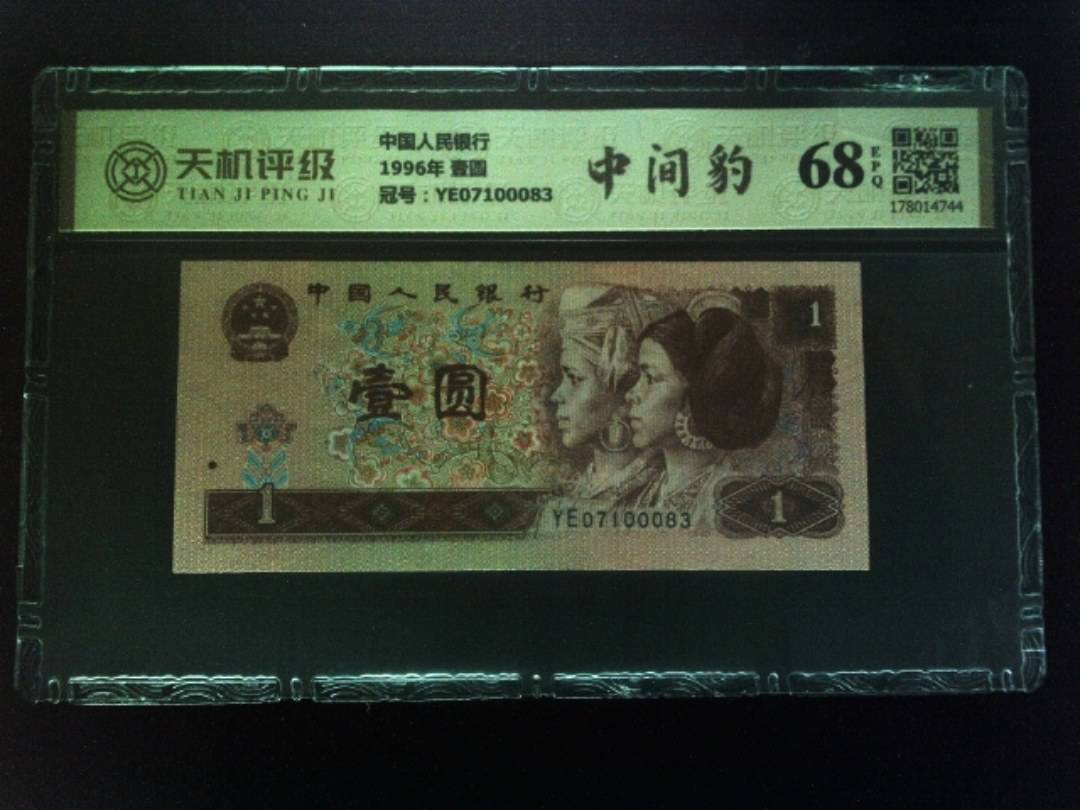 天机评级
TIAN JI PING JI
中国人民银行
1996年 壹圆
冠号：YE07100083
中间豹
68
EPQ
178014744
中国人民银行
1
壹圆
1
YE07100083
1